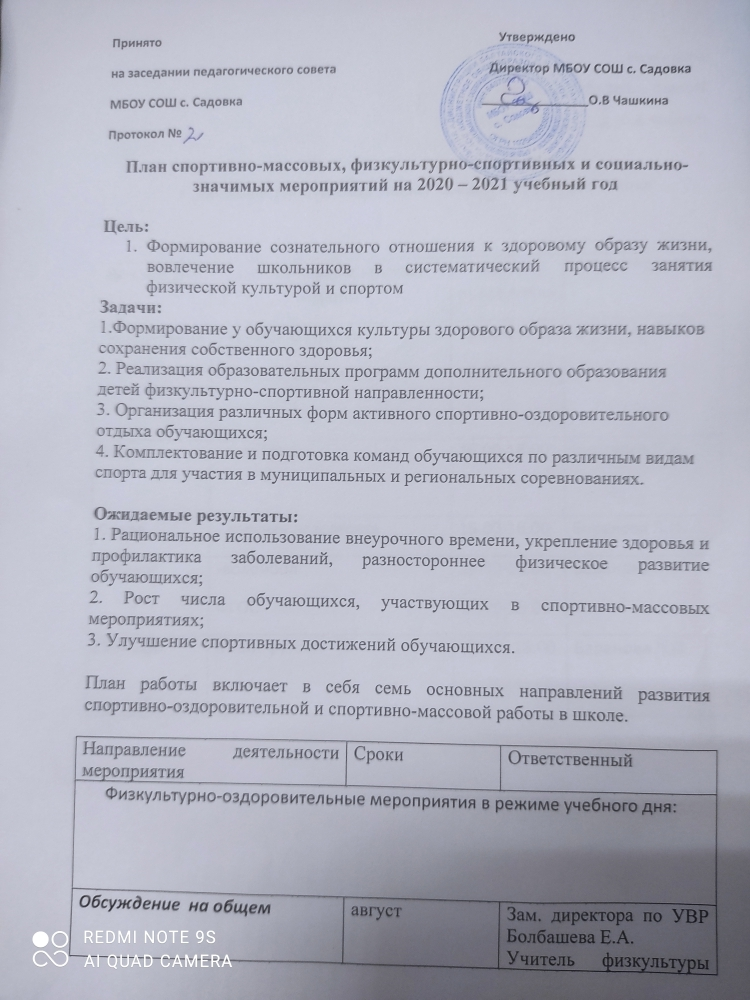 Принято
Утверждено
на заседании педагогического совета
Директор МБОУ СОШ с. Садовка
МБОУ СОШ с. Садовка
О.В Чашкина
Протокол № 2
План спортивно-массовых, физкультурно-спортивных и социально-
значимых мероприятий на 2020 – 2021 учебный год
Цель:
1. Формирование сознательного отношения к здоровому образу жизни,
вовлечение школьников в систематический процесс занятия
физической культурой и спортом
Задачи:
1.Формирование у обучающихся культуры здорового образа жизни, навыков
сохранения собственного здоровья;
2. Реализация образовательных программ дополнительного образования
детей физкультурно-спортивной направленности;
3. Организация различных форм активного спортивно-оздоровительного
отдыха обучающихся;
4. Комплектование и подготовка команд обучающихся по различным видам
спорта для участия в муниципальных и региональных соревнованиях.
Ожидаемые результаты:
1. Рациональное использование внеурочного времени, укрепление здоровья и
профилактика заболеваний, разностороннее физическое развитие
обучающихся;
2. Рост числа обучающихся, участвующих в спортивно-массовых
мероприятиях;
3. Улучшение спортивных достижений обучающихся.
План работы включает в себя семь основных направлений развития
спортивно-оздоровительной и спортивно-массовой работы в школе.
Направление деятельности
мероприятия
Сроки
Ответственный
Физкультурно-оздоровительные мероприятия в режиме учебного дня:
Обсуждение на общем
август
Зам. директора по УВР
Болбашева Е.А.
Учитель физкультуры
REDMI NOTE 9S
AI QUAD CAMERA